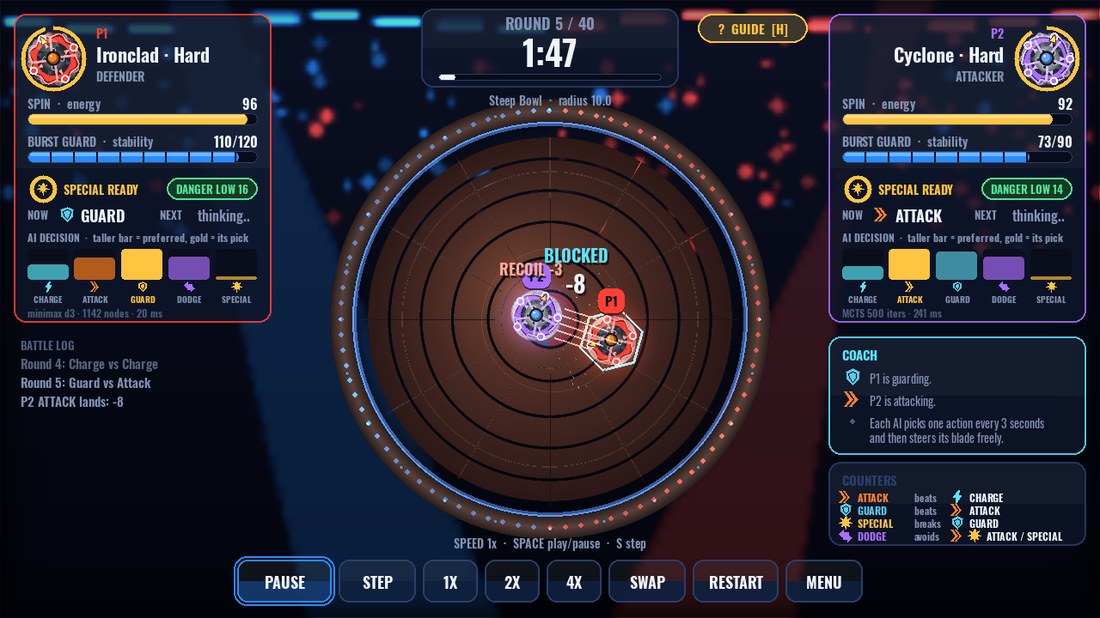 P1
Ironclad · Hard
DEFENDER
SPIN · energy 96
BURST GUARD · stability 110/120
SPECIAL READY DANGER LOW 16
NOW GUARD NEXT thinking..
AI DECISION · taller bar = preferred, gold = its pick
CHARGE ATTACK GUARD DODGE SPECIAL
minimax d3 · 1142 nodes · 20 ms
BATTLE LOG
Round 4: Charge vs Charge
Round 5: Guard vs Attack
P2 ATTACK lands: -8
ROUND 5 / 40
1:47
? GUIDE [H]
Steep Bowl · radius 10.0
BLOCKED
RECOIL -3
-8
P2
P1
SPEED 1x · SPACE play/pause · S step
P2
Cyclone · Hard
ATTACKER
SPIN · energy 92
BURST GUARD · stability 73/90
SPECIAL READY DANGER LOW 14
NOW ATTACK NEXT thinking..
AI DECISION · taller bar = preferred, gold = its pick
CHARGE ATTACK GUARD DODGE SPECIAL
MCTS 500 iters · 241 ms
COACH
P1 is guarding.
P2 is attacking.
Each AI picks one action every 3 seconds
and then steers its blade freely.
COUNTERS
ATTACK beats CHARGE
GUARD beats ATTACK
SPECIAL breaks GUARD
DODGE avoids ATTACK / SPECIAL
PAUSE STEP 1X 2X 4X SWAP RESTART MENU